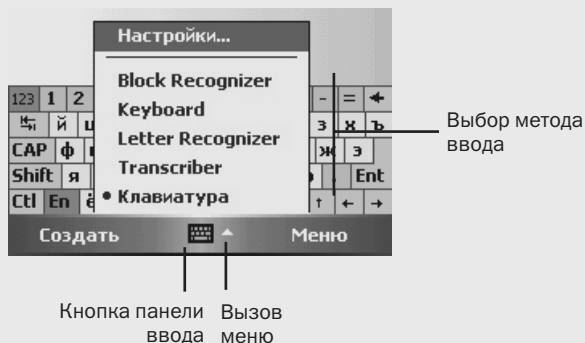 Настройки...
Block Recognizer
123 1 2 - = ←
Keyboard
й ц з х ъ
Letter Recognizer
CAP ф ж э
Transcriber
Shift я Ent
• Клавиатура
Ctl En ё ↑ ← →
Создать Меню
Выбор метода
ввода
Кнопка панели
ввода
Вызов
меню